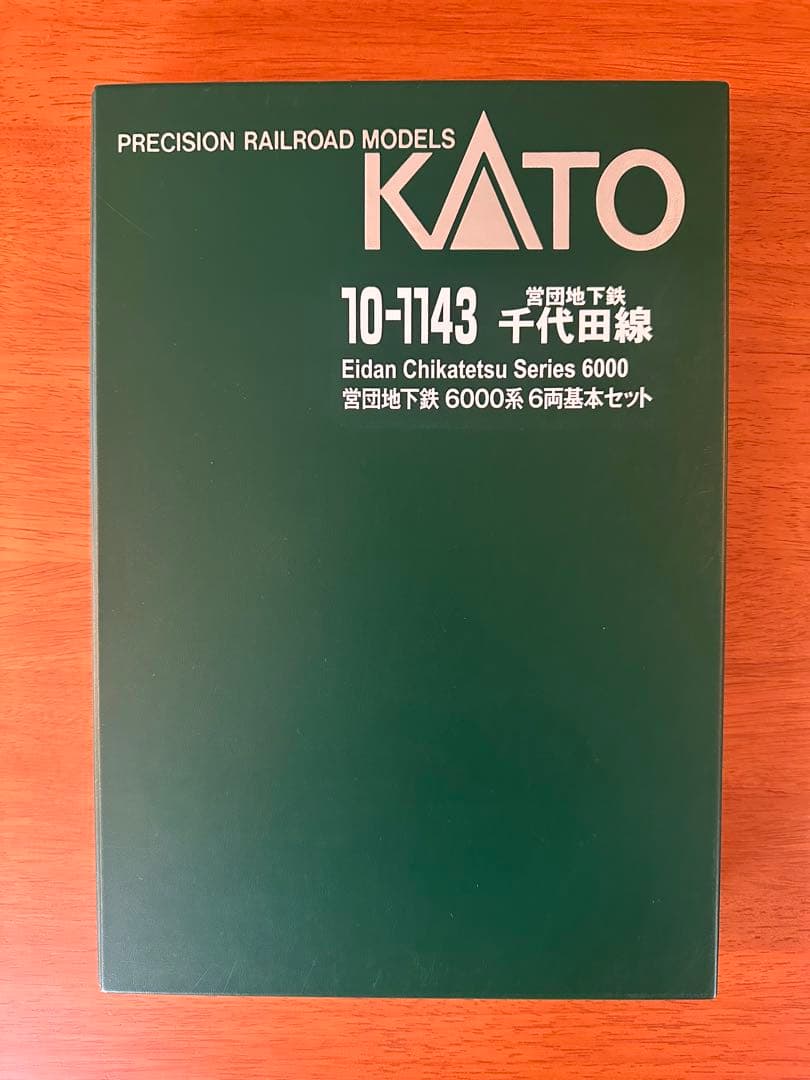 PRECISION RAILROAD MODELS
KATO
10-1143
営団地下鉄
千代田線
Eidan Chikatetsu Series 6000
営団地下鉄 6000系 6両基本セット